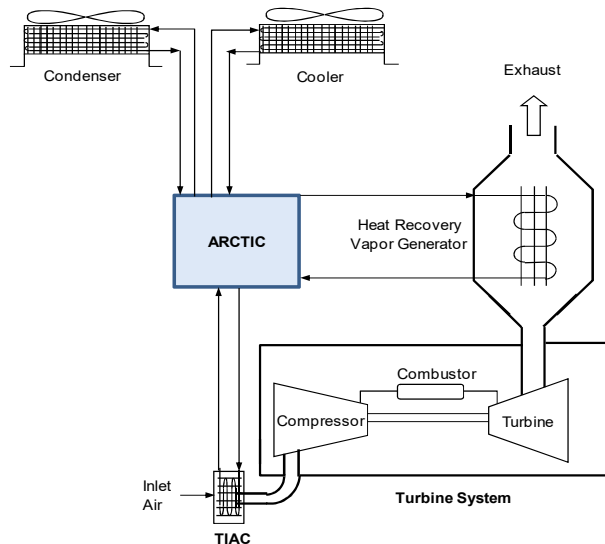 Condenser
Cooler
Exhaust
ARCTIC
Heat Recovery
Vapor Generator
Combustor
Compressor
Turbine
Inlet
Air
Turbine System
TIAC